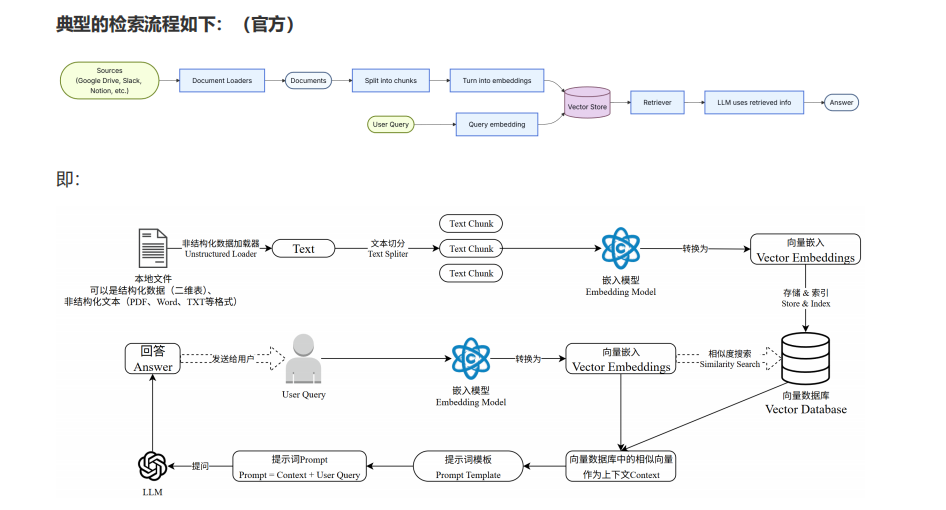 典型的检索流程如下：（官方）
Sources
(Google Drive, Slack,
Notion, etc.)
Document Loaders
Documents
Split into chunks
Turn into embeddings
Vector Store
Retriever
LLM uses retrieved info
Answer
User Query
Query embedding
即：
Text Chunk
Text Chunk
Text Chunk
非结构化数据加载器
Unstructured Loader
Text
文本切分
Text Spliter
嵌入模型
Embedding Model
转换为
向量嵌入
Vector Embeddings
本地文件
可以是结构化数据（二维表）、
非结构化文本（PDF、Word、TXT等格式）
存储 & 索引
Store & Index
回答
Answer
发送给用户
User Query
嵌入模型
Embedding Model
转换为
向量嵌入
Vector Embeddings
相似度搜索
Similarity Search
向量数据库
Vector Database
LLM
提问
提示词Prompt
Prompt = Context + User Query
提示词模板
Prompt Template
向量数据库中的相似向量
作为上下文Context